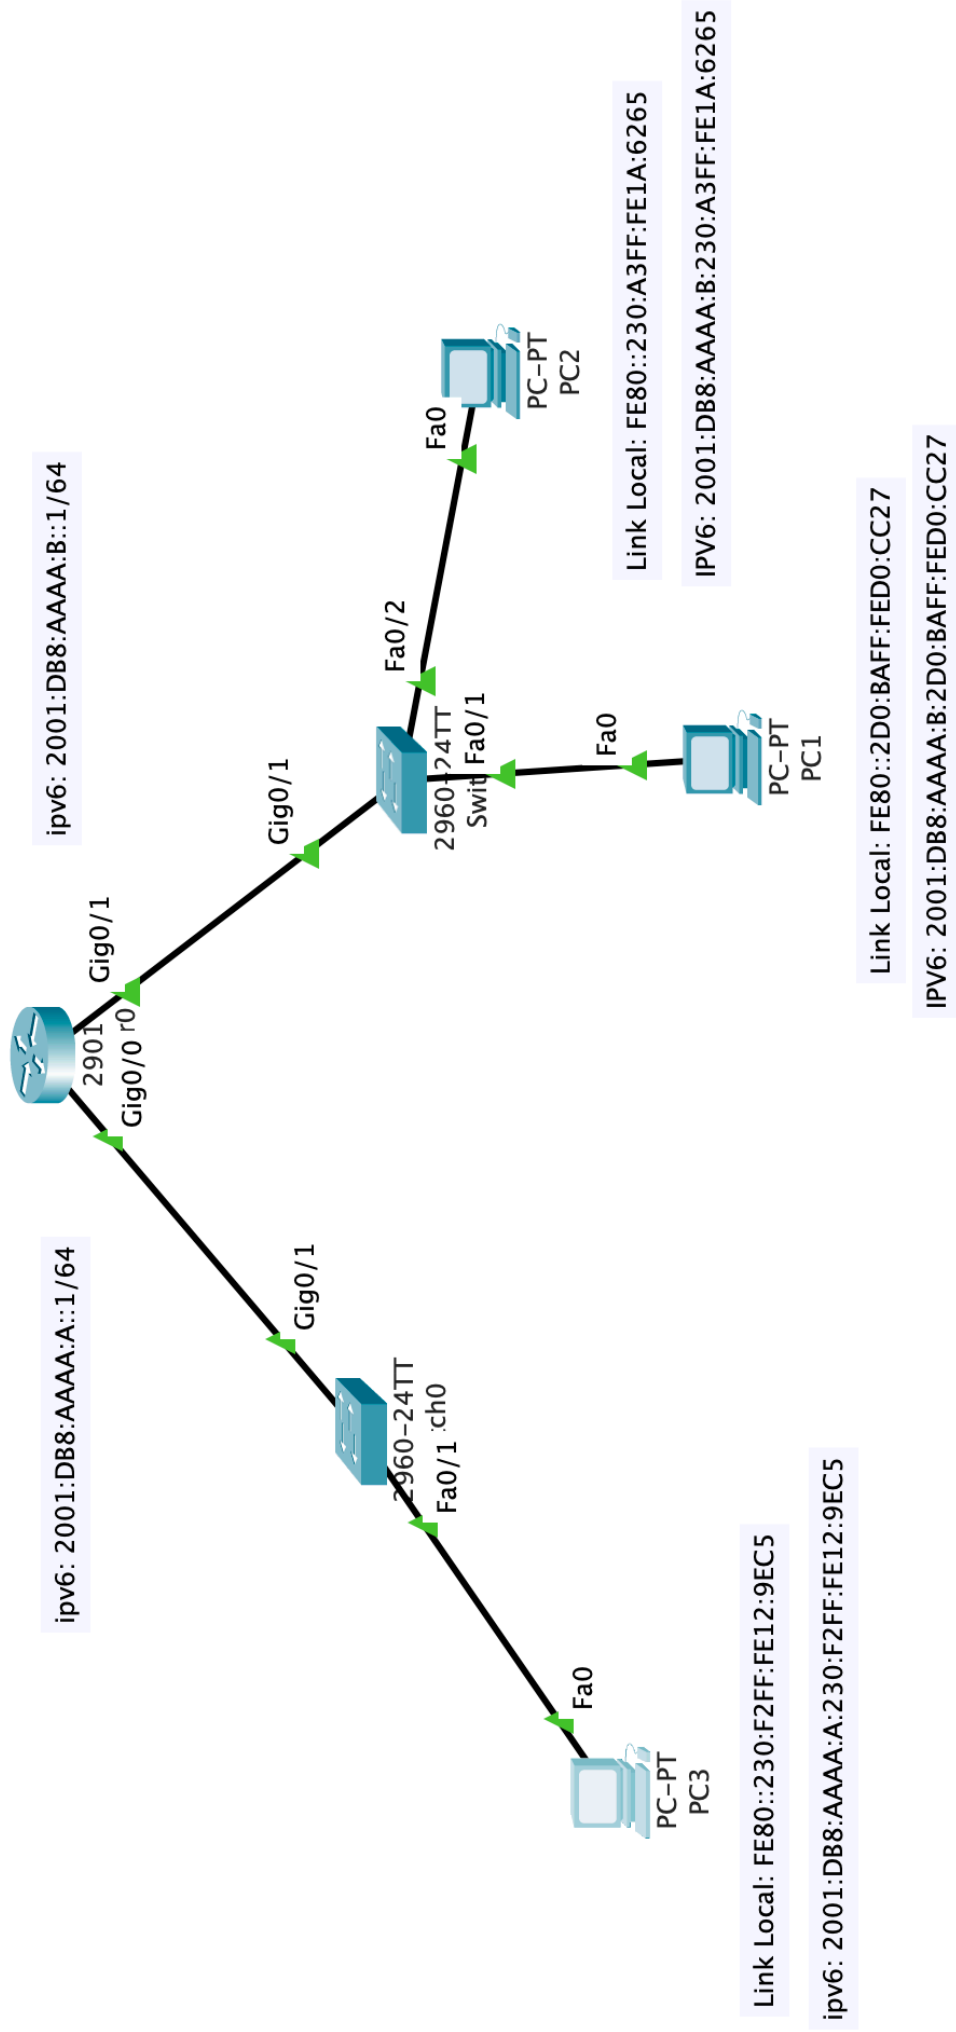 ipv6: 2001:DB8:AAAA:A::1/64
ipv6: 2001:DB8:AAAA:B::1/64
2901
r0
Gig0/0
Gig0/1
Gig0/1
Gig0/1
2960-24TT
ch0
Fa0/1
2960-24TT
Swit
Fa0/1
Fa0/2
Fa0
PC-PT
PC3
Fa0
PC-PT
PC1
Fa0
PC-PT
PC2
Link Local: FE80::230:A3FF:FE1A:6265
IPV6: 2001:DB8:AAAA:B:230:A3FF:FE1A:6265
Link Local: FE80::230:F2FF:FE12:9EC5
ipv6: 2001:DB8:AAAA:A:230:F2FF:FE12:9EC5
Link Local: FE80::2D0:BAFF:FED0:CC27
IPV6: 2001:DB8:AAAA:B:2D0:BAFF:FED0:CC27